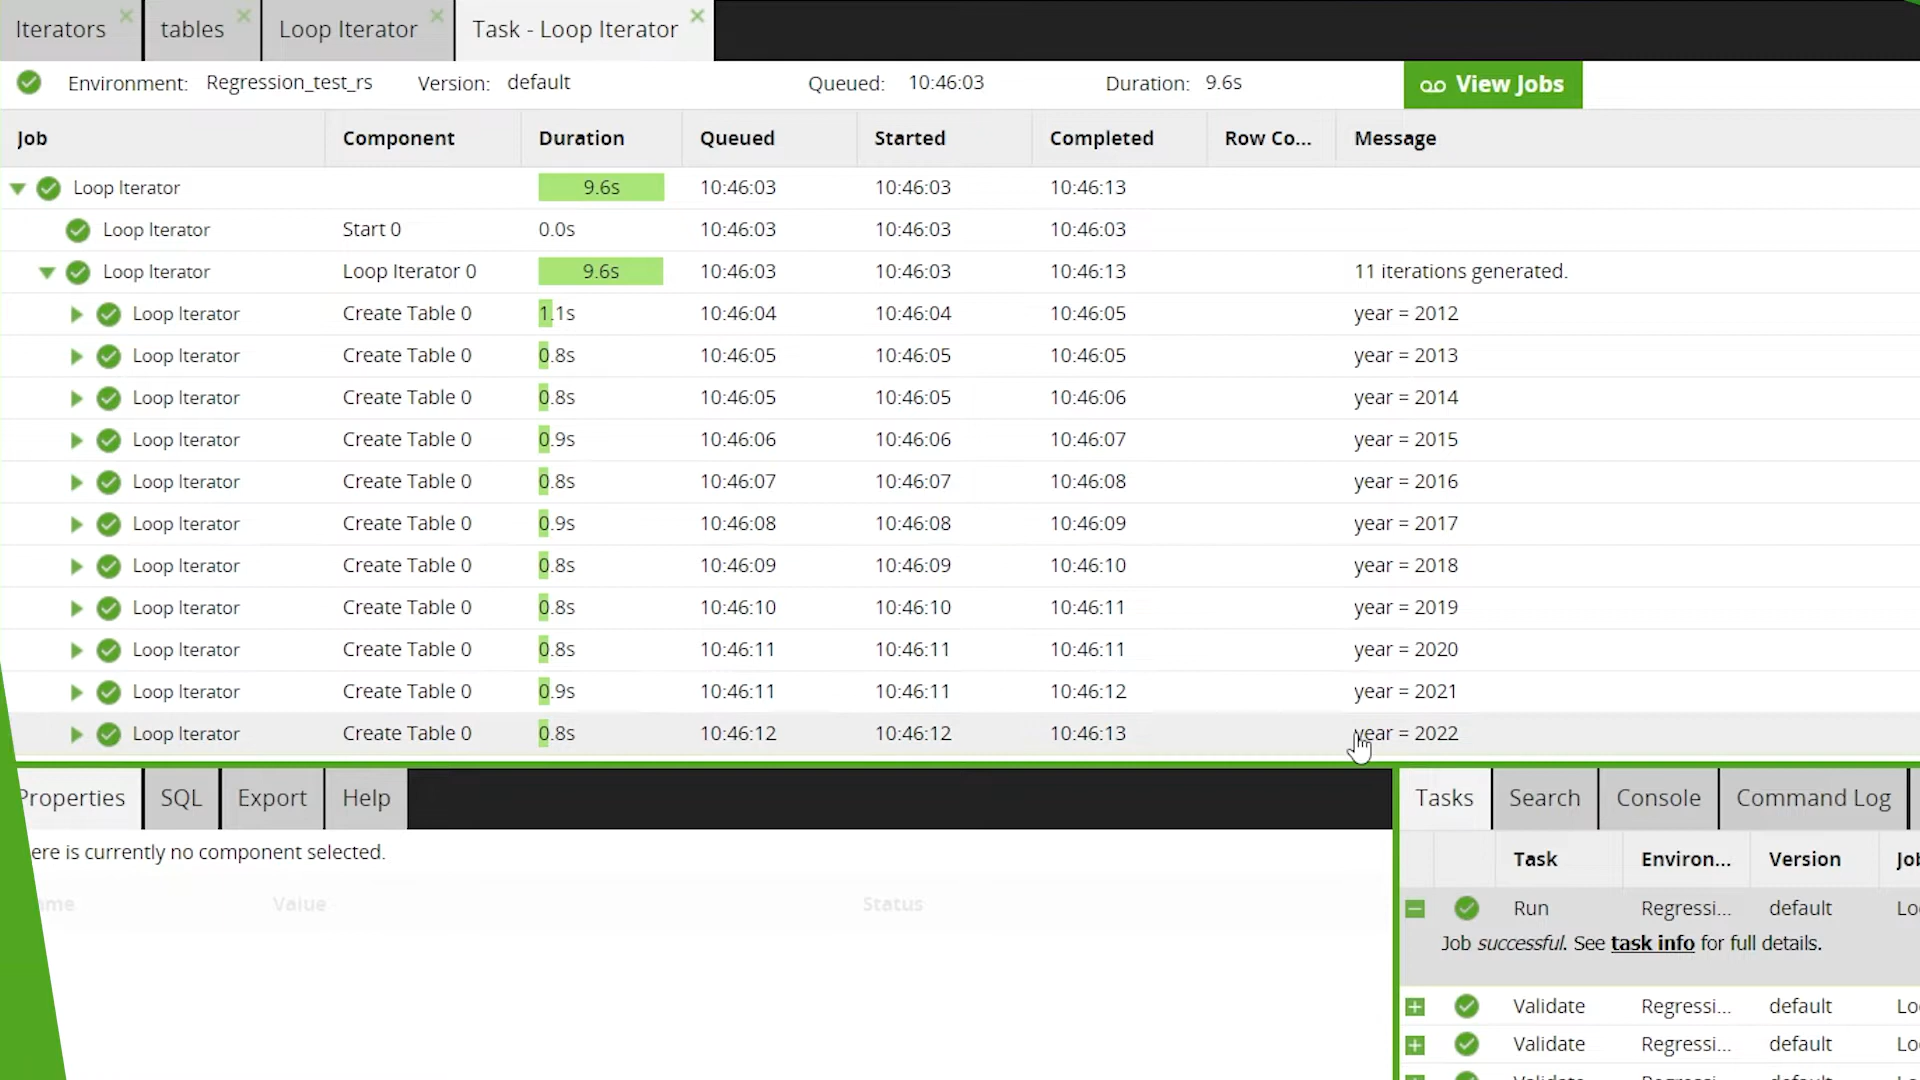 Iterators tables Loop Iterator Task - Loop Iterator
Environment: Regression_test_rs Version: default Queued: 10:46:03 Duration: 9.6s View Jobs
Job Component Duration Queued Started Completed Row Co... Message
Loop Iterator 9.6s 10:46:03 10:46:03 10:46:13
Loop Iterator Start 0 0.0s 10:46:03 10:46:03 10:46:03
Loop Iterator Loop Iterator 0 9.6s 10:46:03 10:46:03 10:46:13 11 iterations generated.
Loop Iterator Create Table 0 1.1s 10:46:04 10:46:04 10:46:05 year = 2012
Loop Iterator Create Table 0 0.8s 10:46:05 10:46:05 10:46:05 year = 2013
Loop Iterator Create Table 0 0.8s 10:46:05 10:46:05 10:46:06 year = 2014
Loop Iterator Create Table 0 0.9s 10:46:06 10:46:06 10:46:07 year = 2015
Loop Iterator Create Table 0 0.8s 10:46:07 10:46:07 10:46:08 year = 2016
Loop Iterator Create Table 0 0.9s 10:46:08 10:46:08 10:46:09 year = 2017
Loop Iterator Create Table 0 0.8s 10:46:09 10:46:09 10:46:10 year = 2018
Loop Iterator Create Table 0 0.8s 10:46:10 10:46:10 10:46:11 year = 2019
Loop Iterator Create Table 0 0.8s 10:46:11 10:46:11 10:46:11 year = 2020
Loop Iterator Create Table 0 0.9s 10:46:11 10:46:11 10:46:12 year = 2021
Loop Iterator Create Table 0 0.8s 10:46:12 10:46:12 10:46:13 year = 2022
Properties SQL Export Help
ere is currently no component selected.
me Value Status
Tasks Search Console Command Log
Task Environ... Version Job
Run Regressi... default Lo
Job successful. See task info for full details.
Validate Regressi... default Lo
Validate Regressi... default Lo